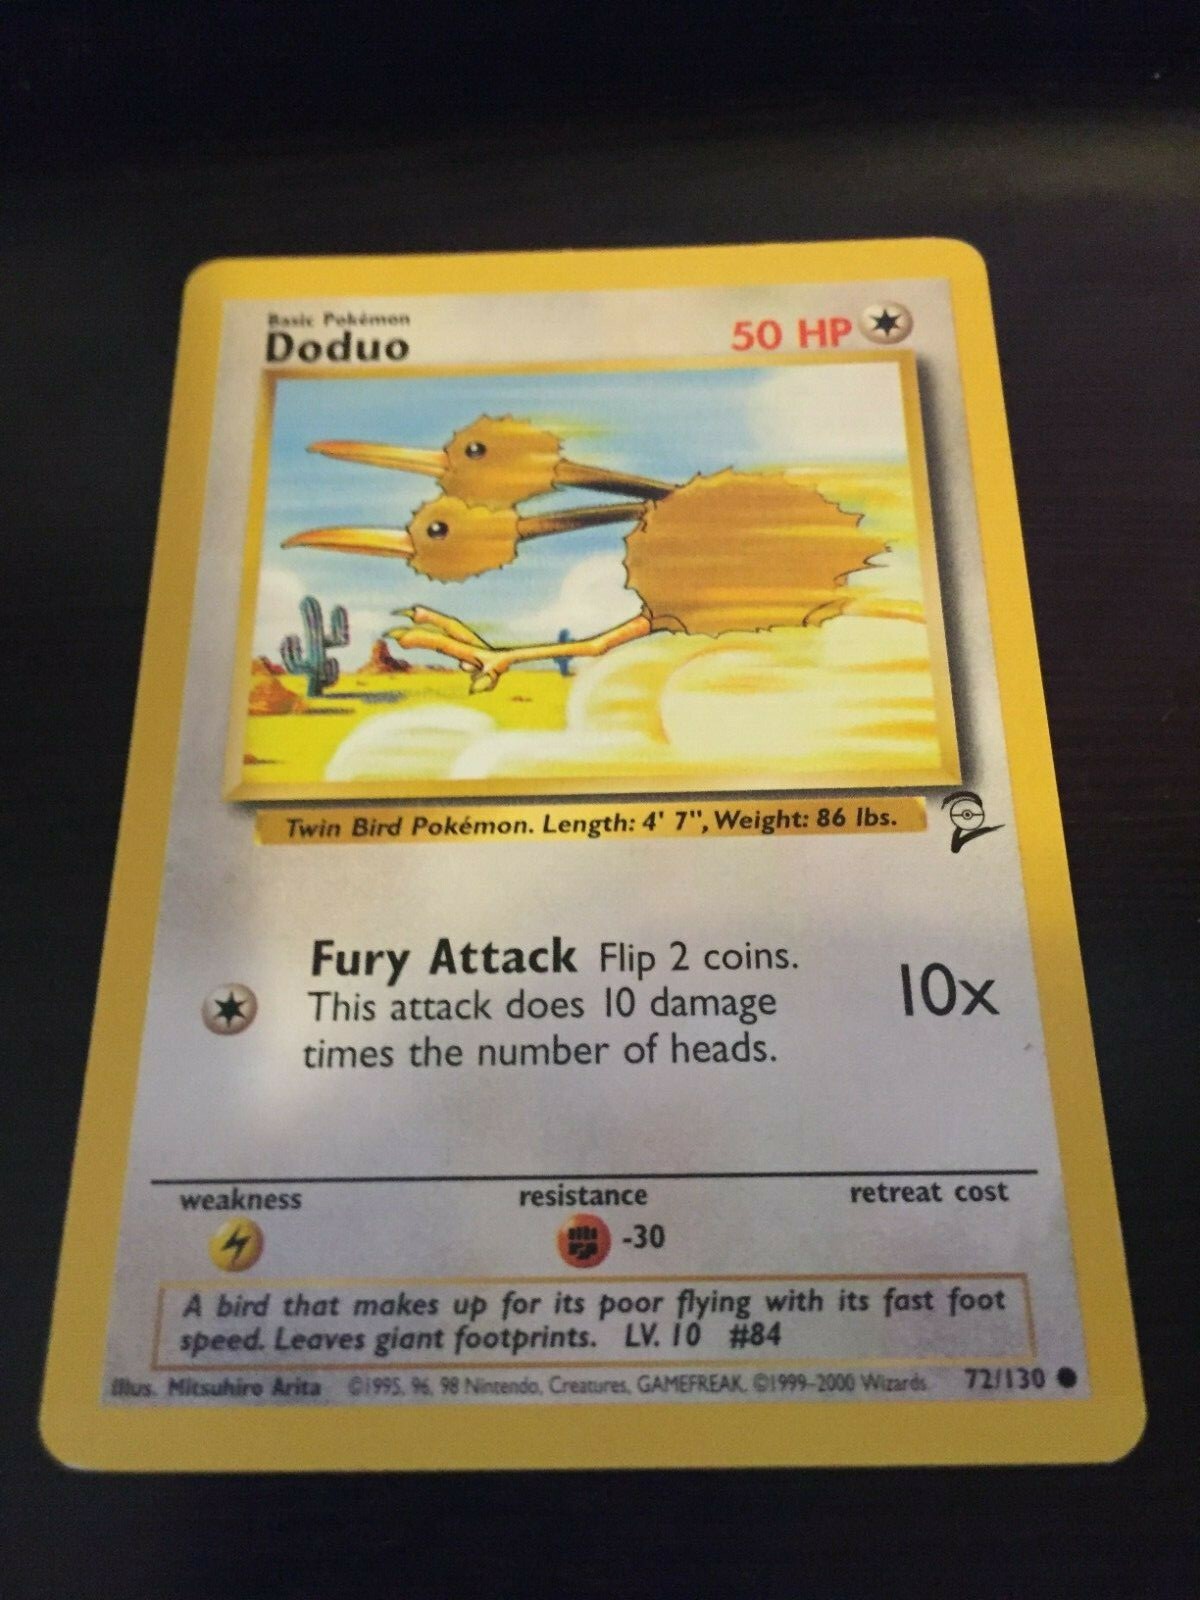 Basic Pokémon
Doduo
50 HP
Twin Bird Pokémon. Length: 4' 7", Weight: 86 lbs.
Fury Attack Flip 2 coins.
This attack does 10 damage
times the number of heads.
10x
weakness
resistance
retreat cost
-30
A bird that makes up for its poor flying with its fast foot
speed. Leaves giant footprints. LV. 10 #84
Illus. Mitsuhiro Arita ©1995, 96, 98 Nintendo, Creatures, GAMEFREAK. ©1999-2000 Wizards. 72/130